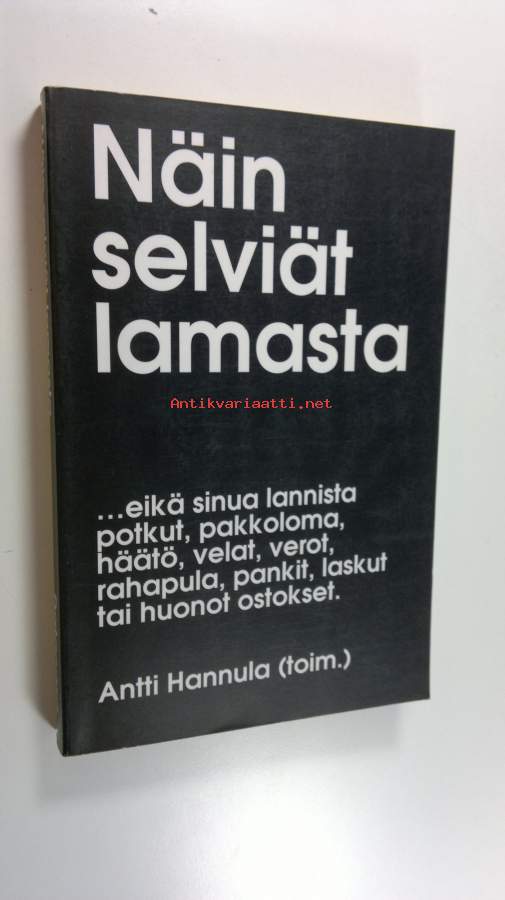 Näin
selviät
lamasta
Antikvariaatti.net
...eikä sinua lannista
potkut, pakkoloma,
häätö, velat, verot,
rahapula, pankit, laskut
tai huonot ostokset.
Antti Hannula (toim.)